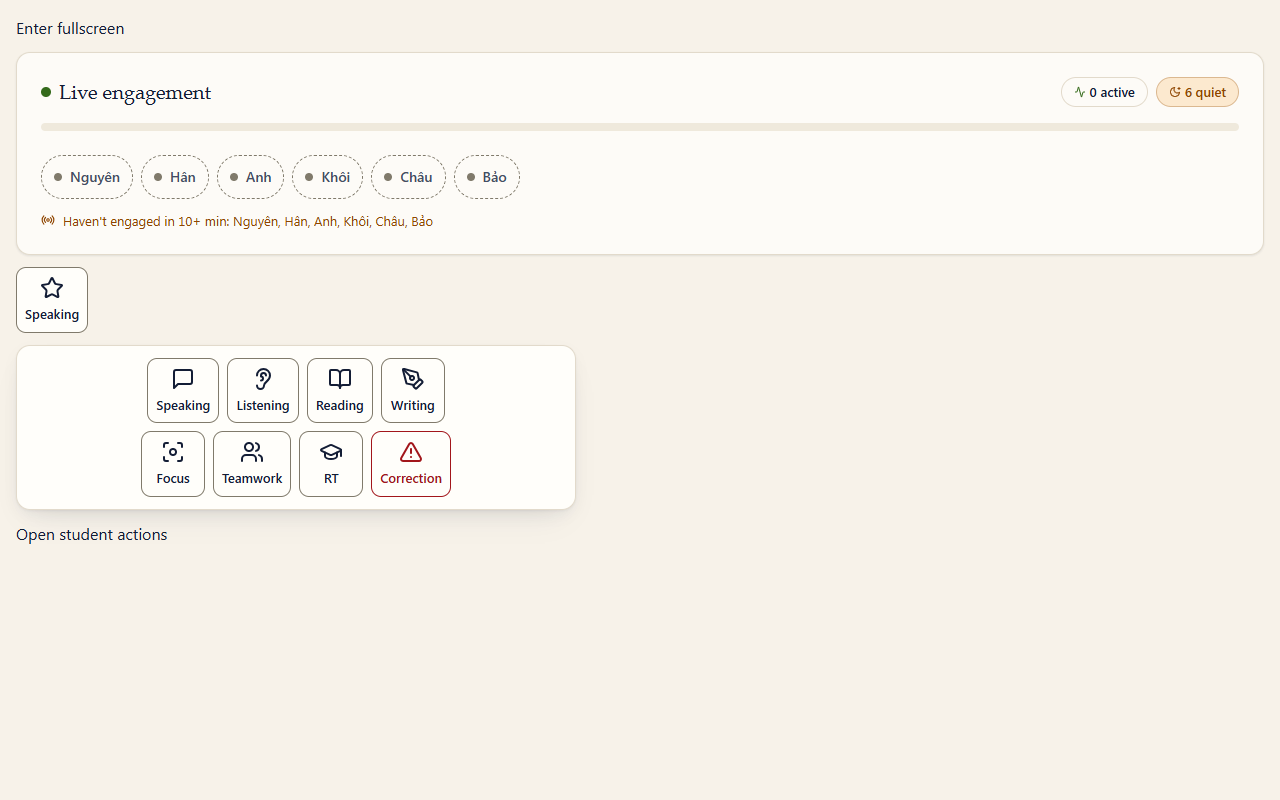 Enter fullscreen
Live engagement
0 active
6 quiet
Nguyên Hân Anh Khôi Châu Bảo
Haven't engaged in 10+ min: Nguyên, Hân, Anh, Khôi, Châu, Bảo
Speaking
Speaking Listening Reading Writing
Focus Teamwork RT Correction
Open student actions